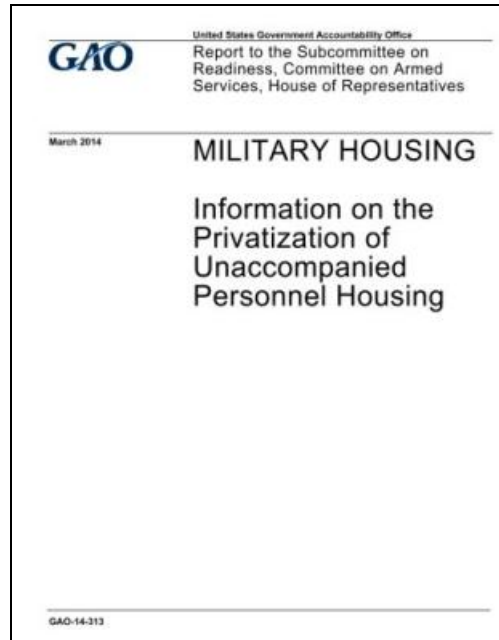 United States Government Accountability Office
GAO
Report to the Subcommittee on
Readiness, Committee on Armed
Services, House of Representatives
March 2014
MILITARY HOUSING
Information on the
Privatization of
Unaccompanied
Personnel Housing
GAO-14-313